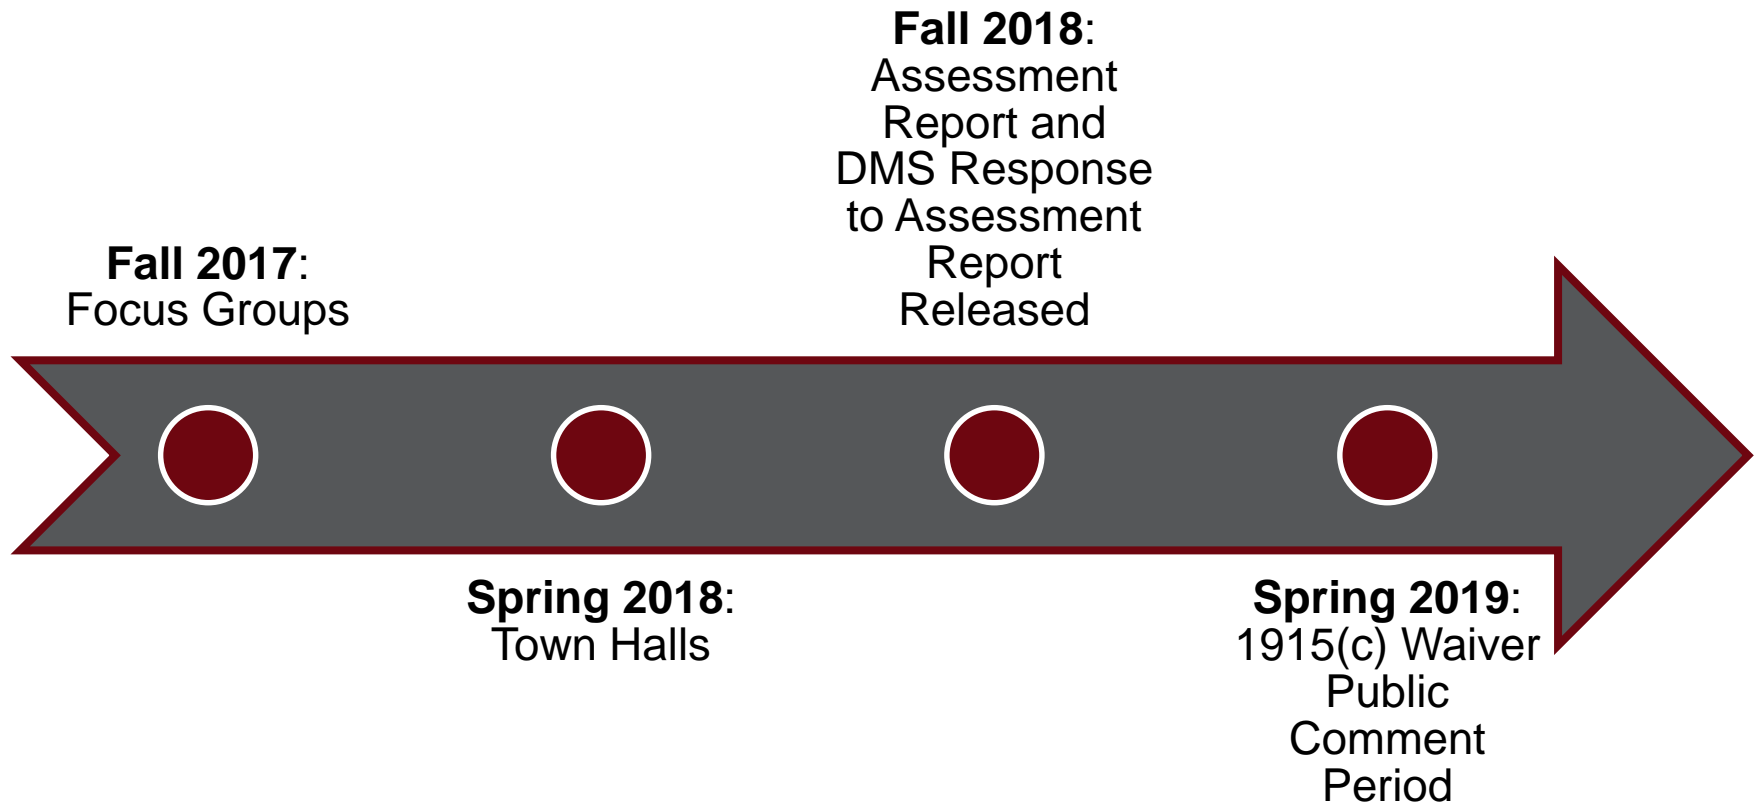 Fall 2017:
Focus Groups
Spring 2018:
Town Halls
Fall 2018:
Assessment
Report and
DMS Response
to Assessment
Report
Released
Spring 2019:
1915(c) Waiver
Public
Comment
Period